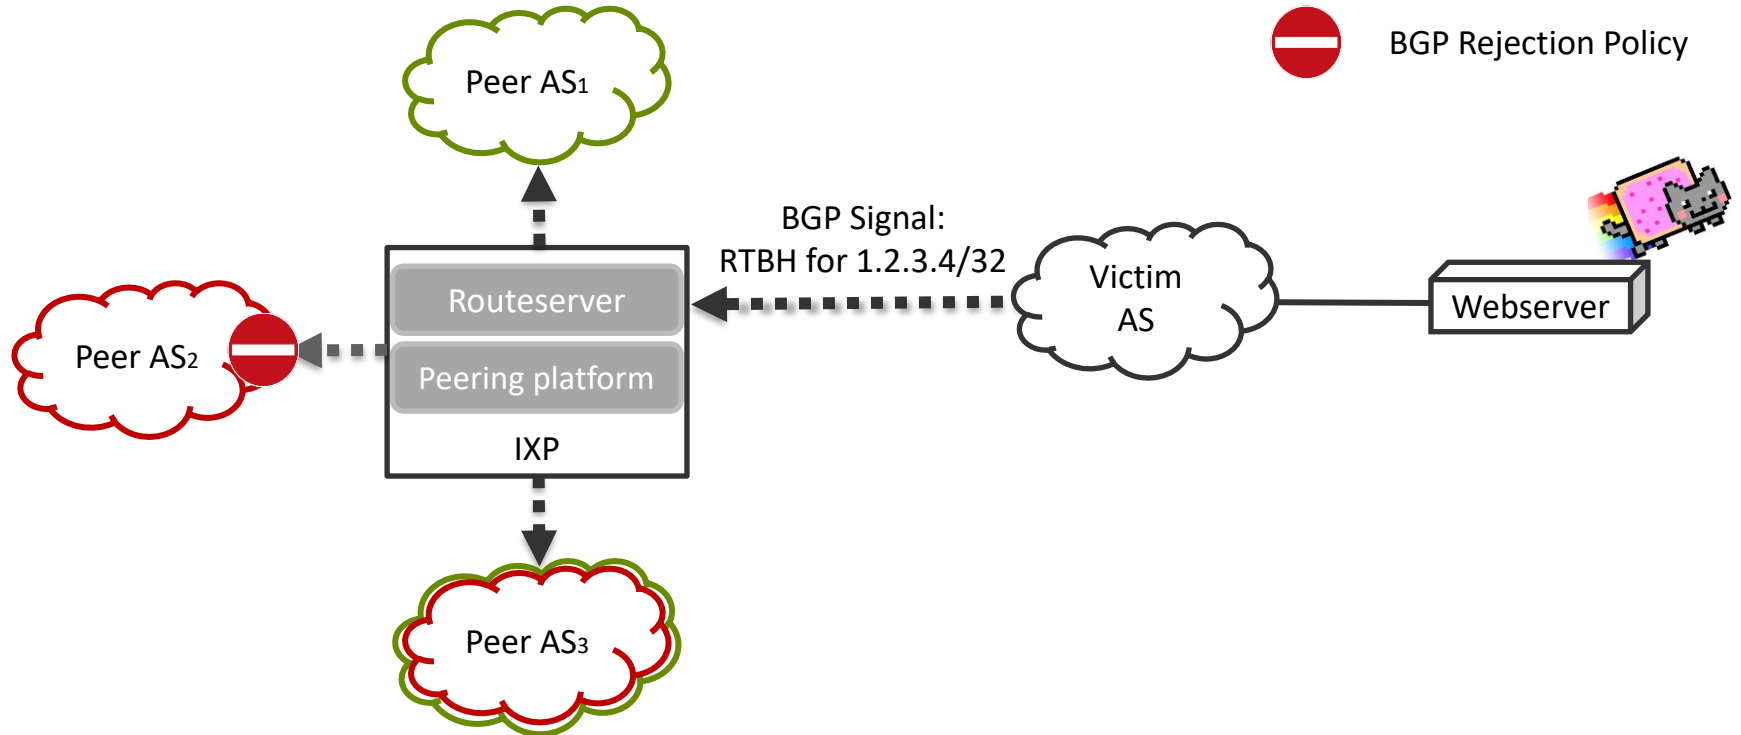 Peer AS1
BGP Rejection Policy
BGP Signal:
RTBH for 1.2.3.4/32
Victim
AS
Webserver
Routeserver
Peering platform
IXP
Peer AS2
Peer AS3